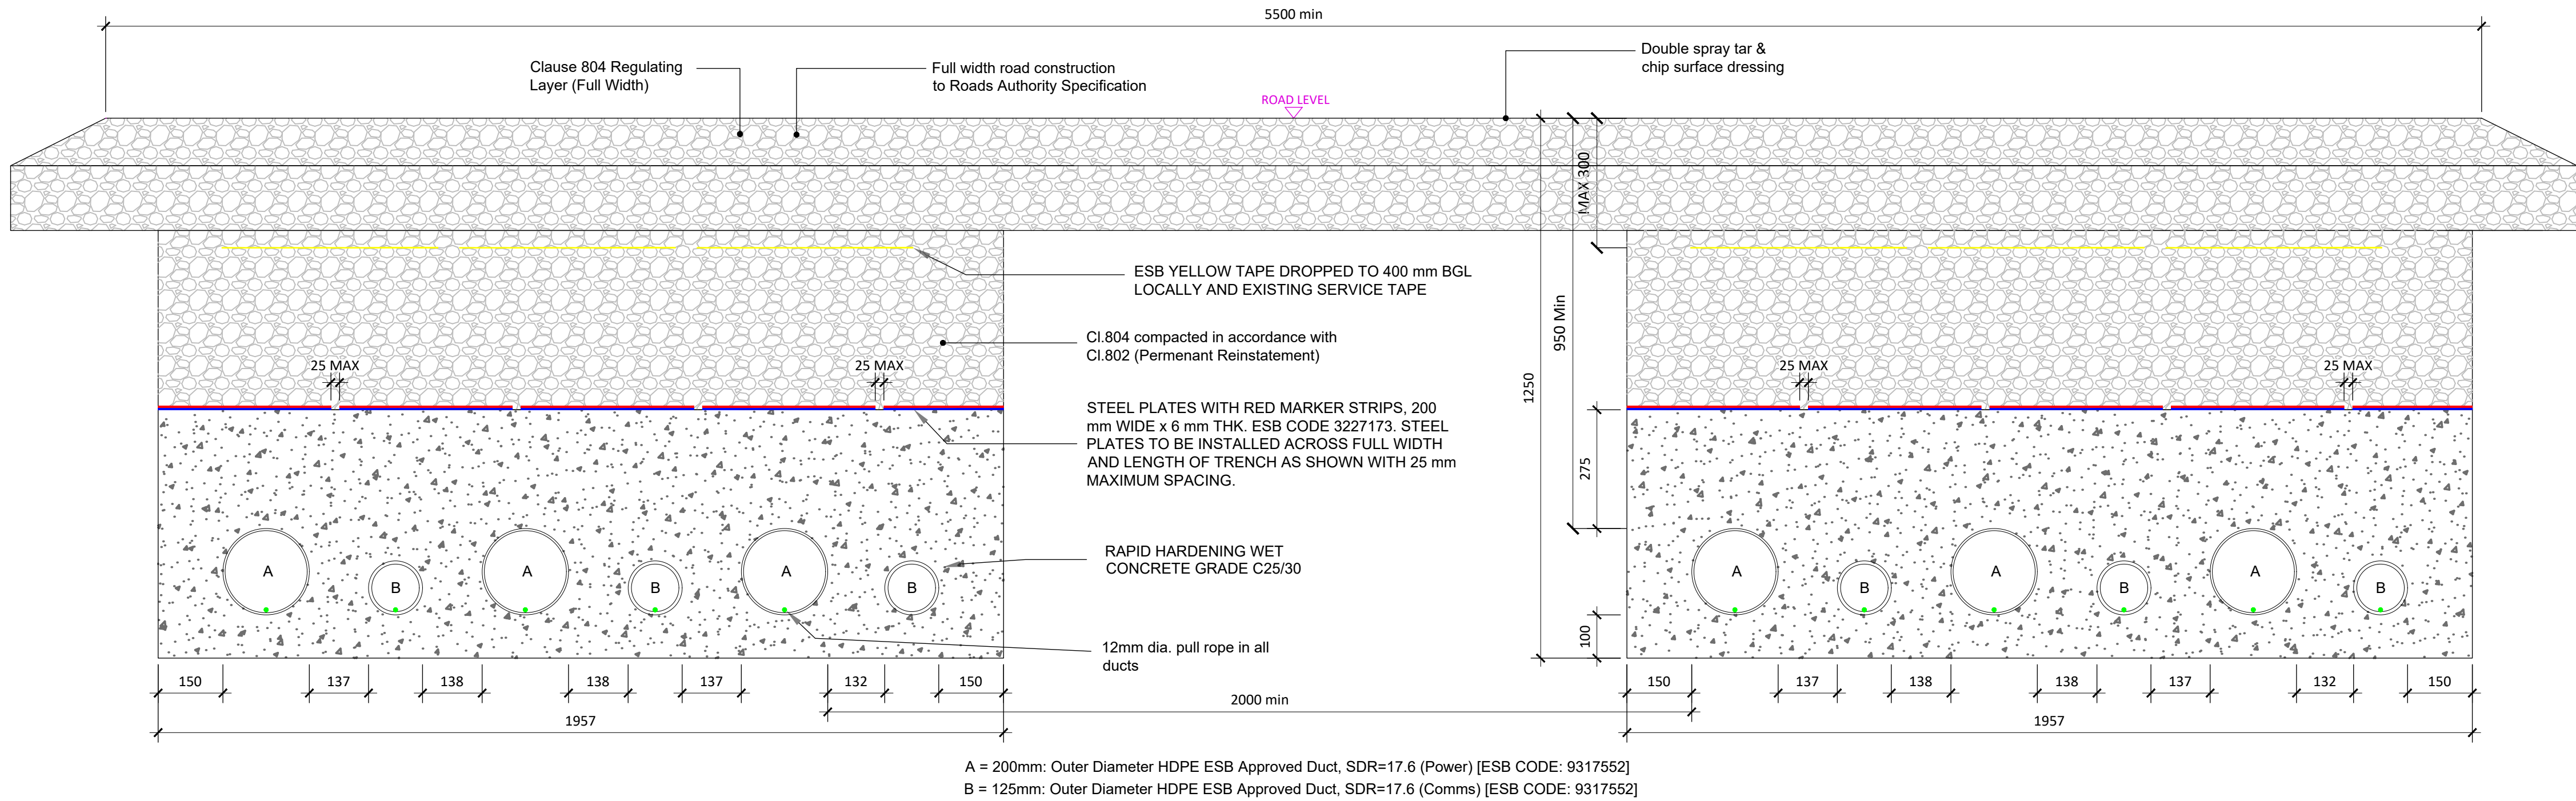 5500 min
Double spray tar &
chip surface dressing
Clause 804 Regulating
Layer (Full Width)
Full width road construction
to Roads Authority Specification
ROAD LEVEL
MAX 300
ESB YELLOW TAPE DROPPED TO 400 mm BGL
LOCALLY AND EXISTING SERVICE TAPE
950 Min
Cl.804 compacted in accordance with
Cl.802 (Permenant Reinstatement)
25 MAX
25 MAX
25 MAX
25 MAX
1250
STEEL PLATES WITH RED MARKER STRIPS, 200
mm WIDE x 6 mm THK. ESB CODE 3227173. STEEL
PLATES TO BE INSTALLED ACROSS FULL WIDTH
AND LENGTH OF TRENCH AS SHOWN WITH 25 mm
MAXIMUM SPACING.
275
RAPID HARDENING WET
CONCRETE GRADE C25/30
A B A B A B
A B A B A B
100
12mm dia. pull rope in all
ducts
150 137 138 138 137 132 150
150 137 138 138 137 132 150
2000 min
1957
1957
A = 200mm: Outer Diameter HDPE ESB Approved Duct, SDR=17.6 (Power) [ESB CODE: 9317552]
B = 125mm: Outer Diameter HDPE ESB Approved Duct, SDR=17.6 (Comms) [ESB CODE: 9317552]